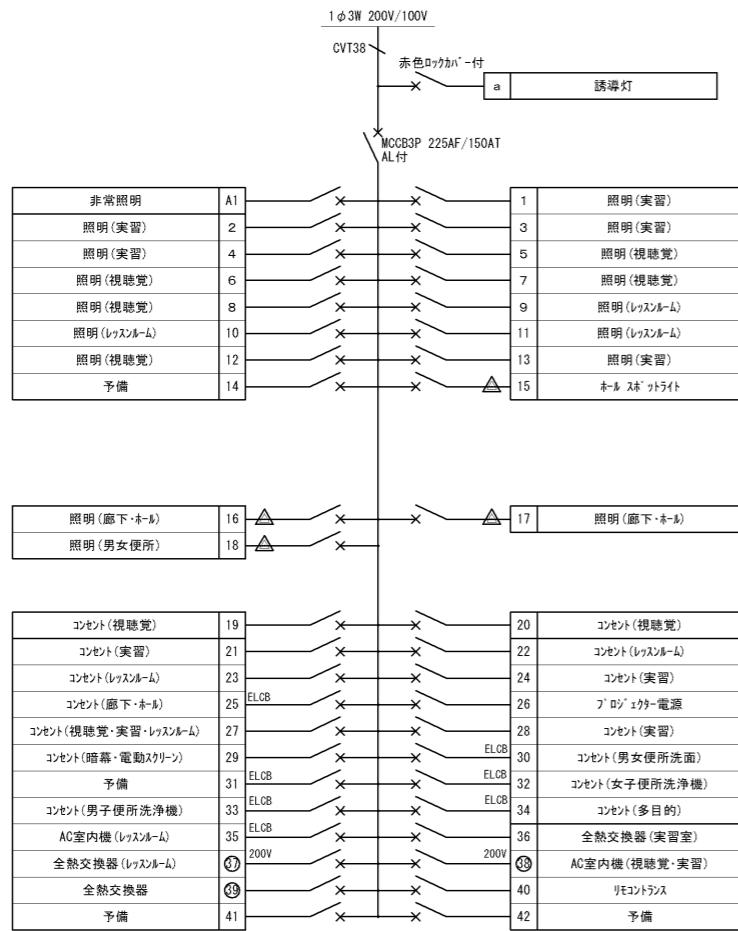 1φ3W 200V/100V
CVT38
赤色ロックカバー付
a 誘導灯
MCCB3P 225AF/150AT
AL付
非常照明 A1 1 照明(実習)
照明(実習) 2 3 照明(実習)
照明(実習) 4 5 照明(視聴覚)
照明(視聴覚) 6 7 照明(視聴覚)
照明(視聴覚) 8 9 照明(レッスンルーム)
照明(レッスンルーム) 10 11 照明(レッスンルーム)
照明(視聴覚) 12 13 照明(実習)
予備 14 15 ホール スポットライト
照明(廊下・ホール) 16 17 照明(廊下・ホール)
照明(男女便所) 18
コンセント(視聴覚) 19 20 コンセント(視聴覚)
コンセント(実習) 21 22 コンセント(レッスンルーム)
コンセント(レッスンルーム) 23 24 コンセント(実習)
コンセント(廊下・ホール) 25 ELCB 26 プロジェクター電源
コンセント(視聴覚・実習・レッスンルーム) 27 28 コンセント(実習)
コンセント(暗幕・電動スクリーン) 29 ELCB 30 コンセント(男女便所洗面)
予備 31 ELCB ELCB 32 コンセント(女子便所洗浄機)
コンセント(男子便所洗浄機) 33 ELCB ELCB 34 コンセント(多目的)
AC室内機(レッスンルーム) 35 ELCB 36 全熱交換器(実習室)
全熱交換器(レッスンルーム) ㊲ 200V 200V ㊳ AC室内機(視聴覚・実習)
全熱交換器 ㊴ 40 リモコントランス
予備 41 42 予備